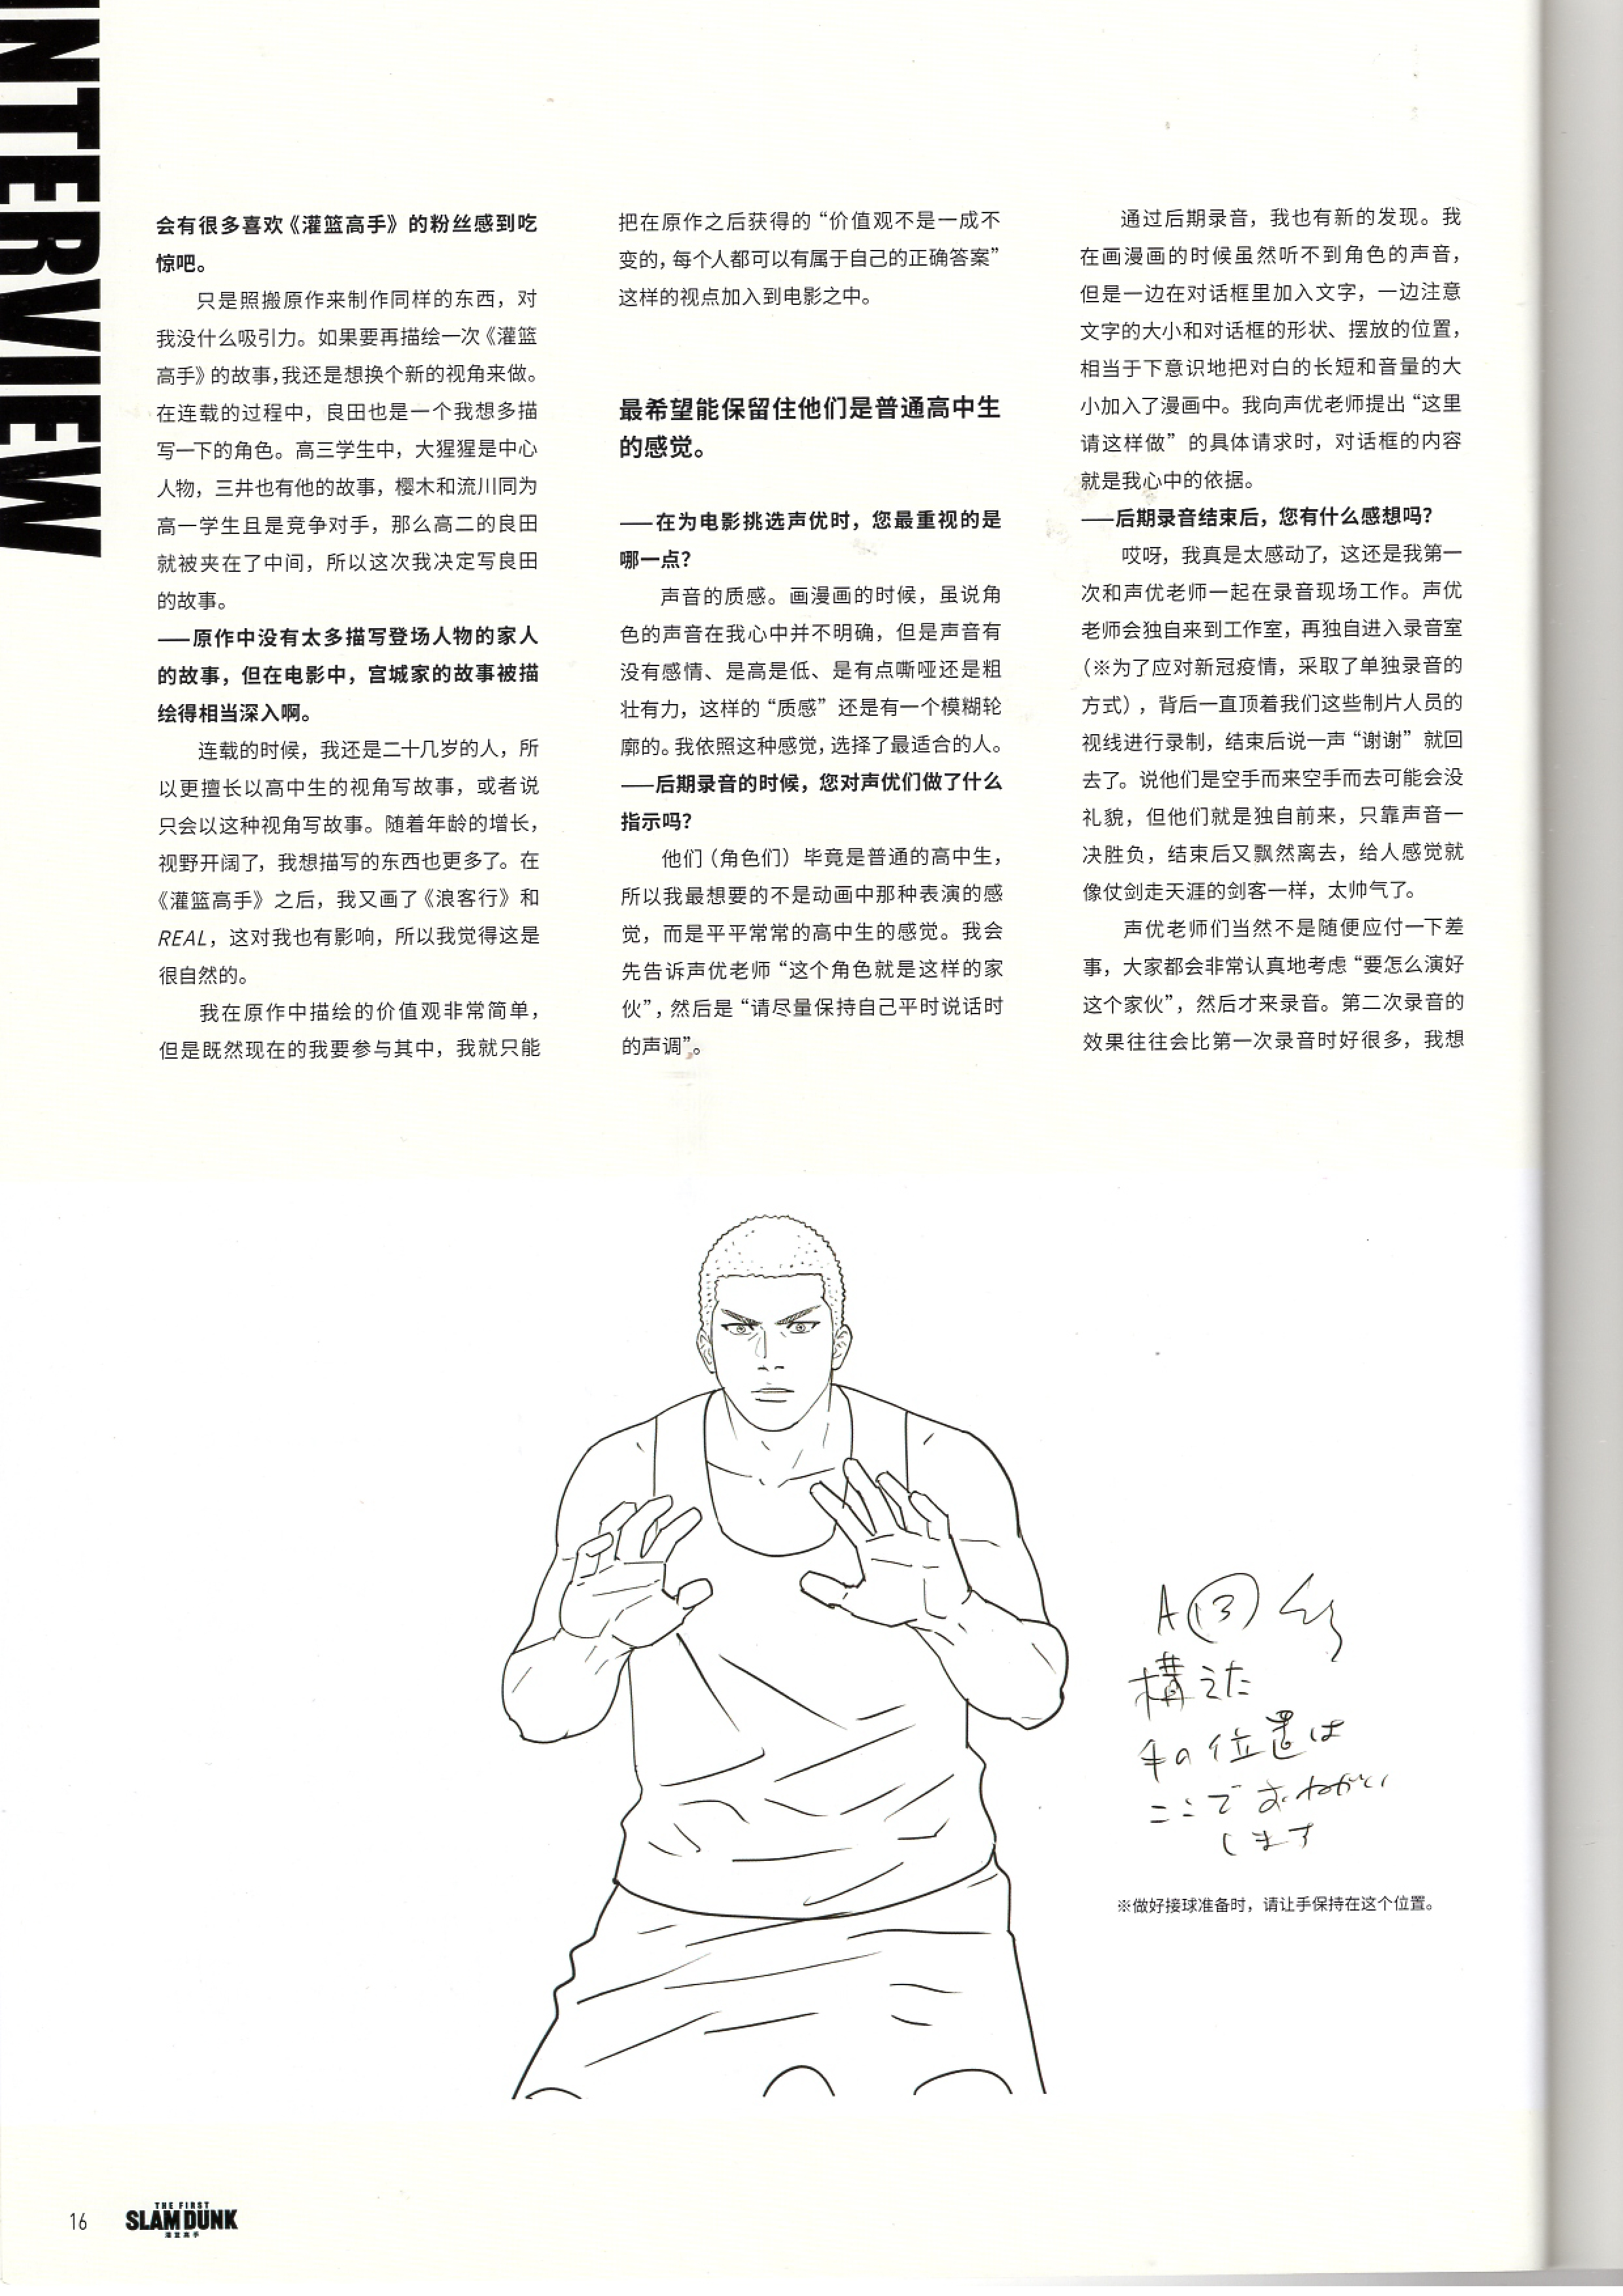 INTERVIEW
会有很多喜欢《灌篮高手》的粉丝感到吃
惊吧。
只是照搬原作来制作同样的东西，对
我没什么吸引力。如果要再描绘一次《灌篮
高手》的故事，我还是想换个新的视角来做。
在连载的过程中，良田也是一个我想多描
写一下的角色。高三学生中，大猩猩是中心
人物，三井也有他的故事，樱木和流川同为
高一学生且是竞争对手，那么高二的良田
就被夹在了中间，所以这次我决定写良田
的故事。
——原作中没有太多描写登场人物的家人
的故事，但在电影中，宫城家的故事被描
绘得相当深入啊。
连载的时候，我还是二十几岁的人，所
以更擅长以高中生的视角写故事，或者说
只会以这种视角写故事。随着年龄的增长，
视野开阔了，我想描写的东西也更多了。在
《灌篮高手》之后，我又画了《浪客行》和
REAL，这对我也有影响，所以我觉得这是
很自然的。
我在原作中描绘的价值观非常简单，
但是既然现在的我要参与其中，我就只能
把在原作之后获得的“价值观不是一成不
变的，每个人都可以有属于自己的正确答案”
这样的视点加入到电影之中。
最希望能保留住他们是普通高中生
的感觉。
——在为电影挑选声优时，您最重视的是
哪一点？
声音的质感。画漫画的时候，虽说角
色的声音在我心中并不明确，但是声音有
没有感情、是高是低、是有点嘶哑还是粗
壮有力，这样的“质感”还是有一个模糊轮
廓的。我依照这种感觉，选择了最适合的人。
——后期录音的时候，您对声优们做了什么
指示吗？
他们（角色们）毕竟是普通的高中生，
所以我最想要的不是动画中那种表演的感
觉，而是平平常常的高中生的感觉。我会
先告诉声优老师“这个角色就是这样的家
伙”，然后是“请尽量保持自己平时说话时
的声调”。
通过后期录音，我也有新的发现。我
在画漫画的时候虽然听不到角色的声音，
但是一边在对话框里加入文字，一边注意
文字的大小和对话框的形状、摆放的位置，
相当于下意识地把对白的长短和音量的大
小加入了漫画中。我向声优老师提出“这里
请这样做”的具体请求时，对话框的内容
就是我心中的依据。
——后期录音结束后，您有什么感想吗？
哎呀，我真是太感动了，这还是我第一
次和声优老师一起在录音现场工作。声优
老师会独自来到工作室，再独自进入录音室
（※为了应对新冠疫情，采取了单独录音的
方式），背后一直顶着我们这些制片人员的
视线进行录制，结束后说一声“谢谢”就回
去了。说他们是空手而来空手而去可能会没
礼貌，但他们就是独自前来，只靠声音一
决胜负，结束后又飘然离去，给人感觉就
像仗剑走天涯的剑客一样，太帅气了。
声优老师们当然不是随便应付一下差
事，大家都会非常认真地考虑“要怎么演好
这个家伙”，然后才来录音。第二次录音的
效果往往会比第一次录音时好很多，我想
A⑬
構えた
手の位置は
ここでおねがい
します
※做好接球准备时，请让手保持在这个位置。
16
THE FIRST
SLAM DUNK
灌篮高手